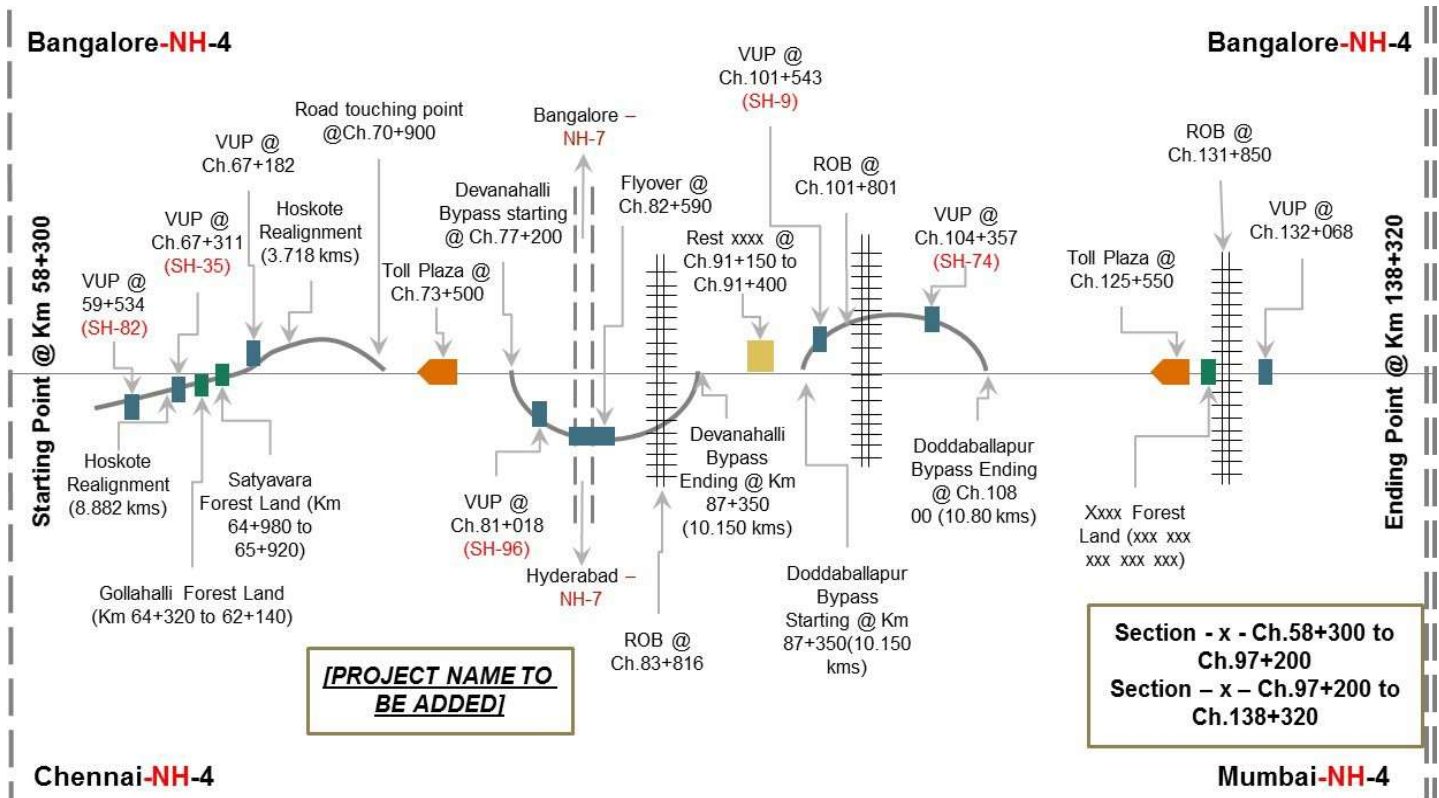 Bangalore-NH-4
Bangalore-NH-4
Starting Point @ Km 58+300
VUP @
59+534
(SH-82)
VUP @
Ch.67+311
(SH-35)
VUP @
Ch.67+182
Hoskote
Realignment
(3.718 kms)
Road touching point
@Ch.70+900
Toll Plaza @
Ch.73+500
Devanahalli
Bypass starting
@ Ch.77+200
Bangalore –
NH-7
Flyover @
Ch.82+590
Rest xxxx @
Ch.91+150 to
Ch.91+400
VUP @
Ch.101+543
(SH-9)
ROB @
Ch.101+801
VUP @
Ch.104+357
(SH-74)
Toll Plaza @
Ch.125+550
ROB @
Ch.131+850
VUP @
Ch.132+068
Ending Point @ Km 138+320
Hoskote
Realignment
(8.882 kms)
Gollahalli Forest Land
(Km 64+320 to 62+140)
Satyavara
Forest Land (Km
64+980 to
65+920)
VUP @
Ch.81+018
(SH-96)
Hyderabad –
NH-7
ROB @
Ch.83+816
Devanahalli
Bypass
Ending @ Km
87+350
(10.150 kms)
Doddaballapur
Bypass
Starting @ Km
87+350(10.150
kms)
Doddaballapur
Bypass Ending
@ Ch.108
00 (10.80 kms)
Xxxx Forest
Land (xxx xxx
xxx xxx xxx)
[PROJECT NAME TO
BE ADDED]
Section - x - Ch.58+300 to
Ch.97+200
Section – x – Ch.97+200 to
Ch.138+320
Chennai-NH-4
Mumbai-NH-4